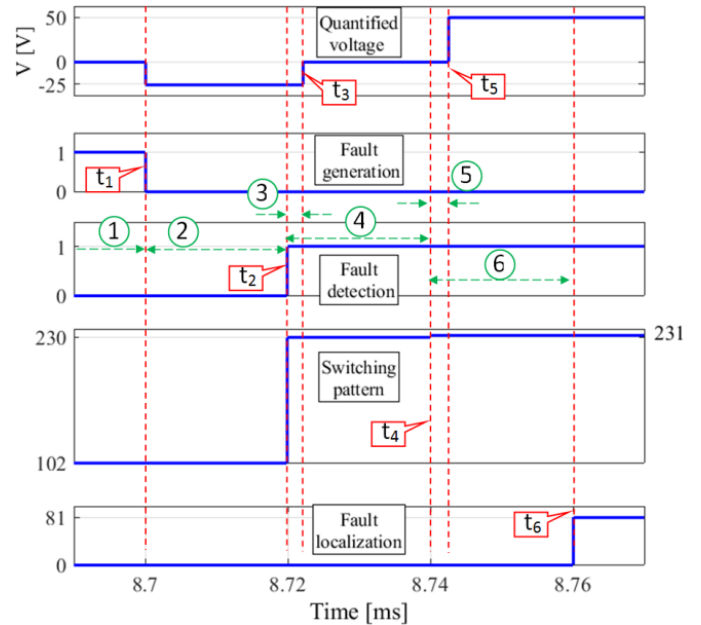 V [V]
50
0
-25
Quantified
voltage
t3
t5
1
0
Fault
generation
t1
3
5
1
2
4
6
1
0
t2
Fault
detection
230
102
231
Switching
pattern
t4
81
0
Fault
localization
t6
8.7
8.72
8.74
8.76
Time [ms]